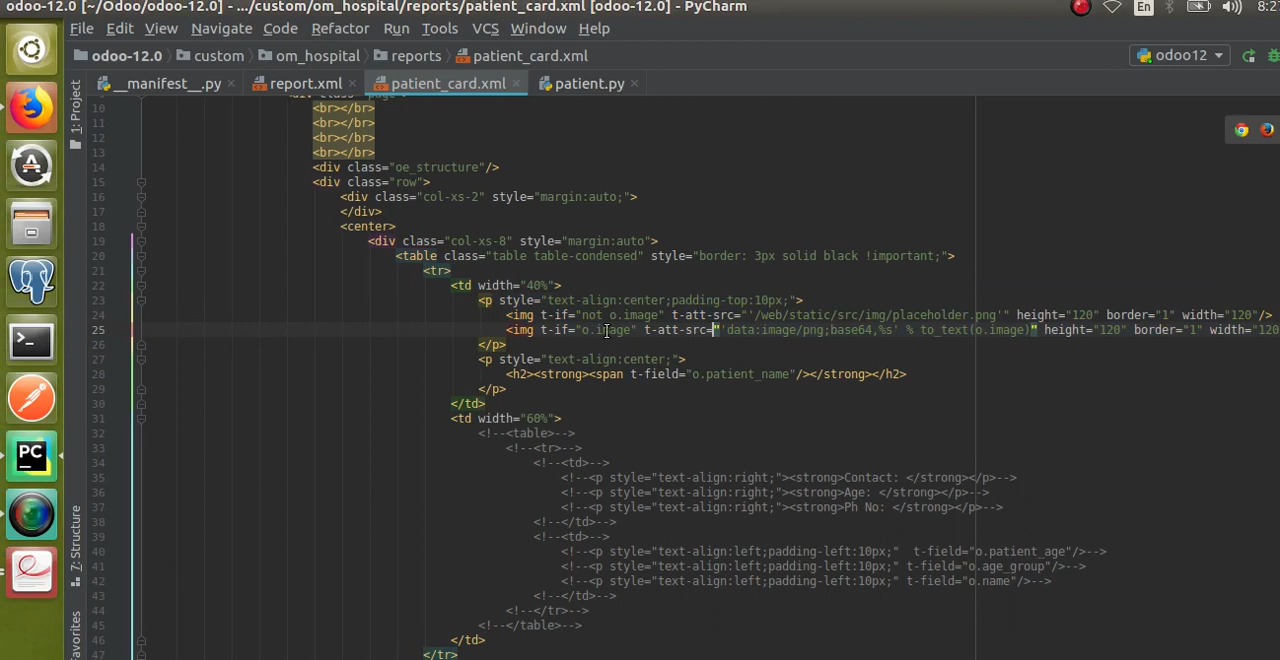 odoo-12.0 [~/Odoo/odoo-12.0] - .../custom/om_hospital/reports/patient_card.xml [odoo-12.0] - PyCharm
En
8:2
File Edit View Navigate Code Refactor Run Tools VCS Window Help
odoo-12.0 custom om_hospital reports patient_card.xml
odoo12
__manifest__.py report.xml patient_card.xml patient.py
1: Project
7: Structure
Favorites
PC
10 <br></br>
11 <br></br>
12 <br></br>
13 <br></br>
14 <div class="oe_structure"/>
15 <div class="row">
16 <div class="col-xs-2" style="margin:auto;">
17 </div>
18 <center>
19 <div class="col-xs-8" style="margin:auto">
20 <table class="table table-condensed" style="border: 3px solid black !important;">
21 <tr>
22 <td width="40%">
23 <p style="text-align:center;padding-top:10px;">
24 <img t-if="not o.image" t-att-src="'/web/static/src/img/placeholder.png'" height="120" border="1" width="120"/>
25 <img t-if="o.image" t-att-src="'data:image/png;base64,%s' % to_text(o.image)" height="120" border="1" width="120
26 </p>
27 <p style="text-align:center;">
28 <h2><strong><span t-field="o.patient_name"/></strong></h2>
29 </p>
30 </td>
31 <td width="60%">
32 <!--<table>-->
33 <!--<tr>-->
34 <!--<td>-->
35 <!--<p style="text-align:right;"><strong>Contact: </strong></p>-->
36 <!--<p style="text-align:right;"><strong>Age: </strong></p>-->
37 <!--<p style="text-align:right;"><strong>Ph No: </strong></p>-->
38 <!--</td>-->
39 <!--<td>-->
40 <!--<p style="text-align:left;padding-left:10px;"  t-field="o.patient_age"/>-->
41 <!--<p style="text-align:left;padding-left:10px;" t-field="o.age_group"/>-->
42 <!--<p style="text-align:left;padding-left:10px;" t-field="o.name"/>-->
43 <!--</td>-->
44 <!--</tr>-->
45 <!--</table>-->
46 </td>
47 </tr>